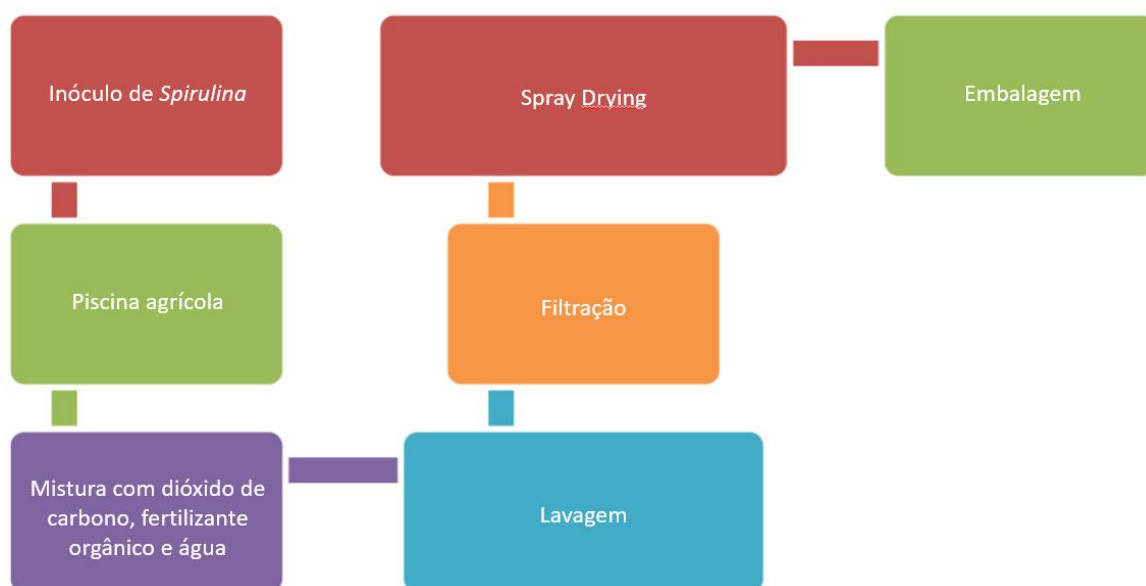 Inóculo de Spirulina
Piscina agrícola
Mistura com dióxido de
carbono, fertilizante
orgânico e água
Lavagem
Filtração
Spray Drying
Embalagem